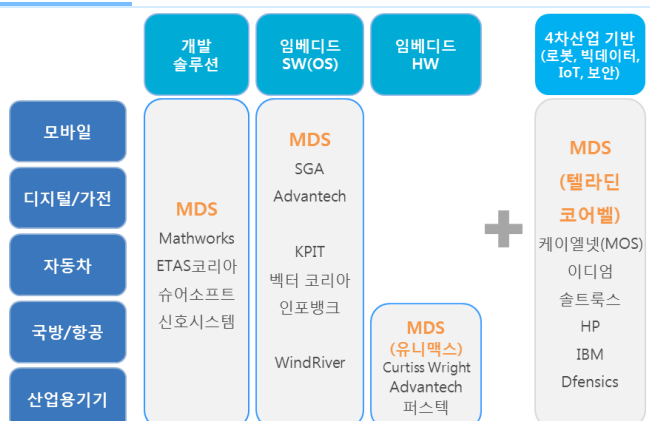 개발
솔루션
임베디드
SW(OS)
임베디드
HW
4차산업 기반
(로봇, 빅데이터,
IoT, 보안)
모바일
디지털/가전
자동차
국방/항공
산업용기기
MDS
Mathworks
ETAS코리아
슈어소프트
신호시스템
MDS
SGA
Advantech
KPIT
벡터 코리아
인포뱅크
WindRiver
MDS
(유니맥스)
Curtiss Wright
Advantech
퍼스텍
MDS
(텔라딘
코어벨)
케이엘넷(MOS)
이디엄
솔트룩스
HP
IBM
Dfensics